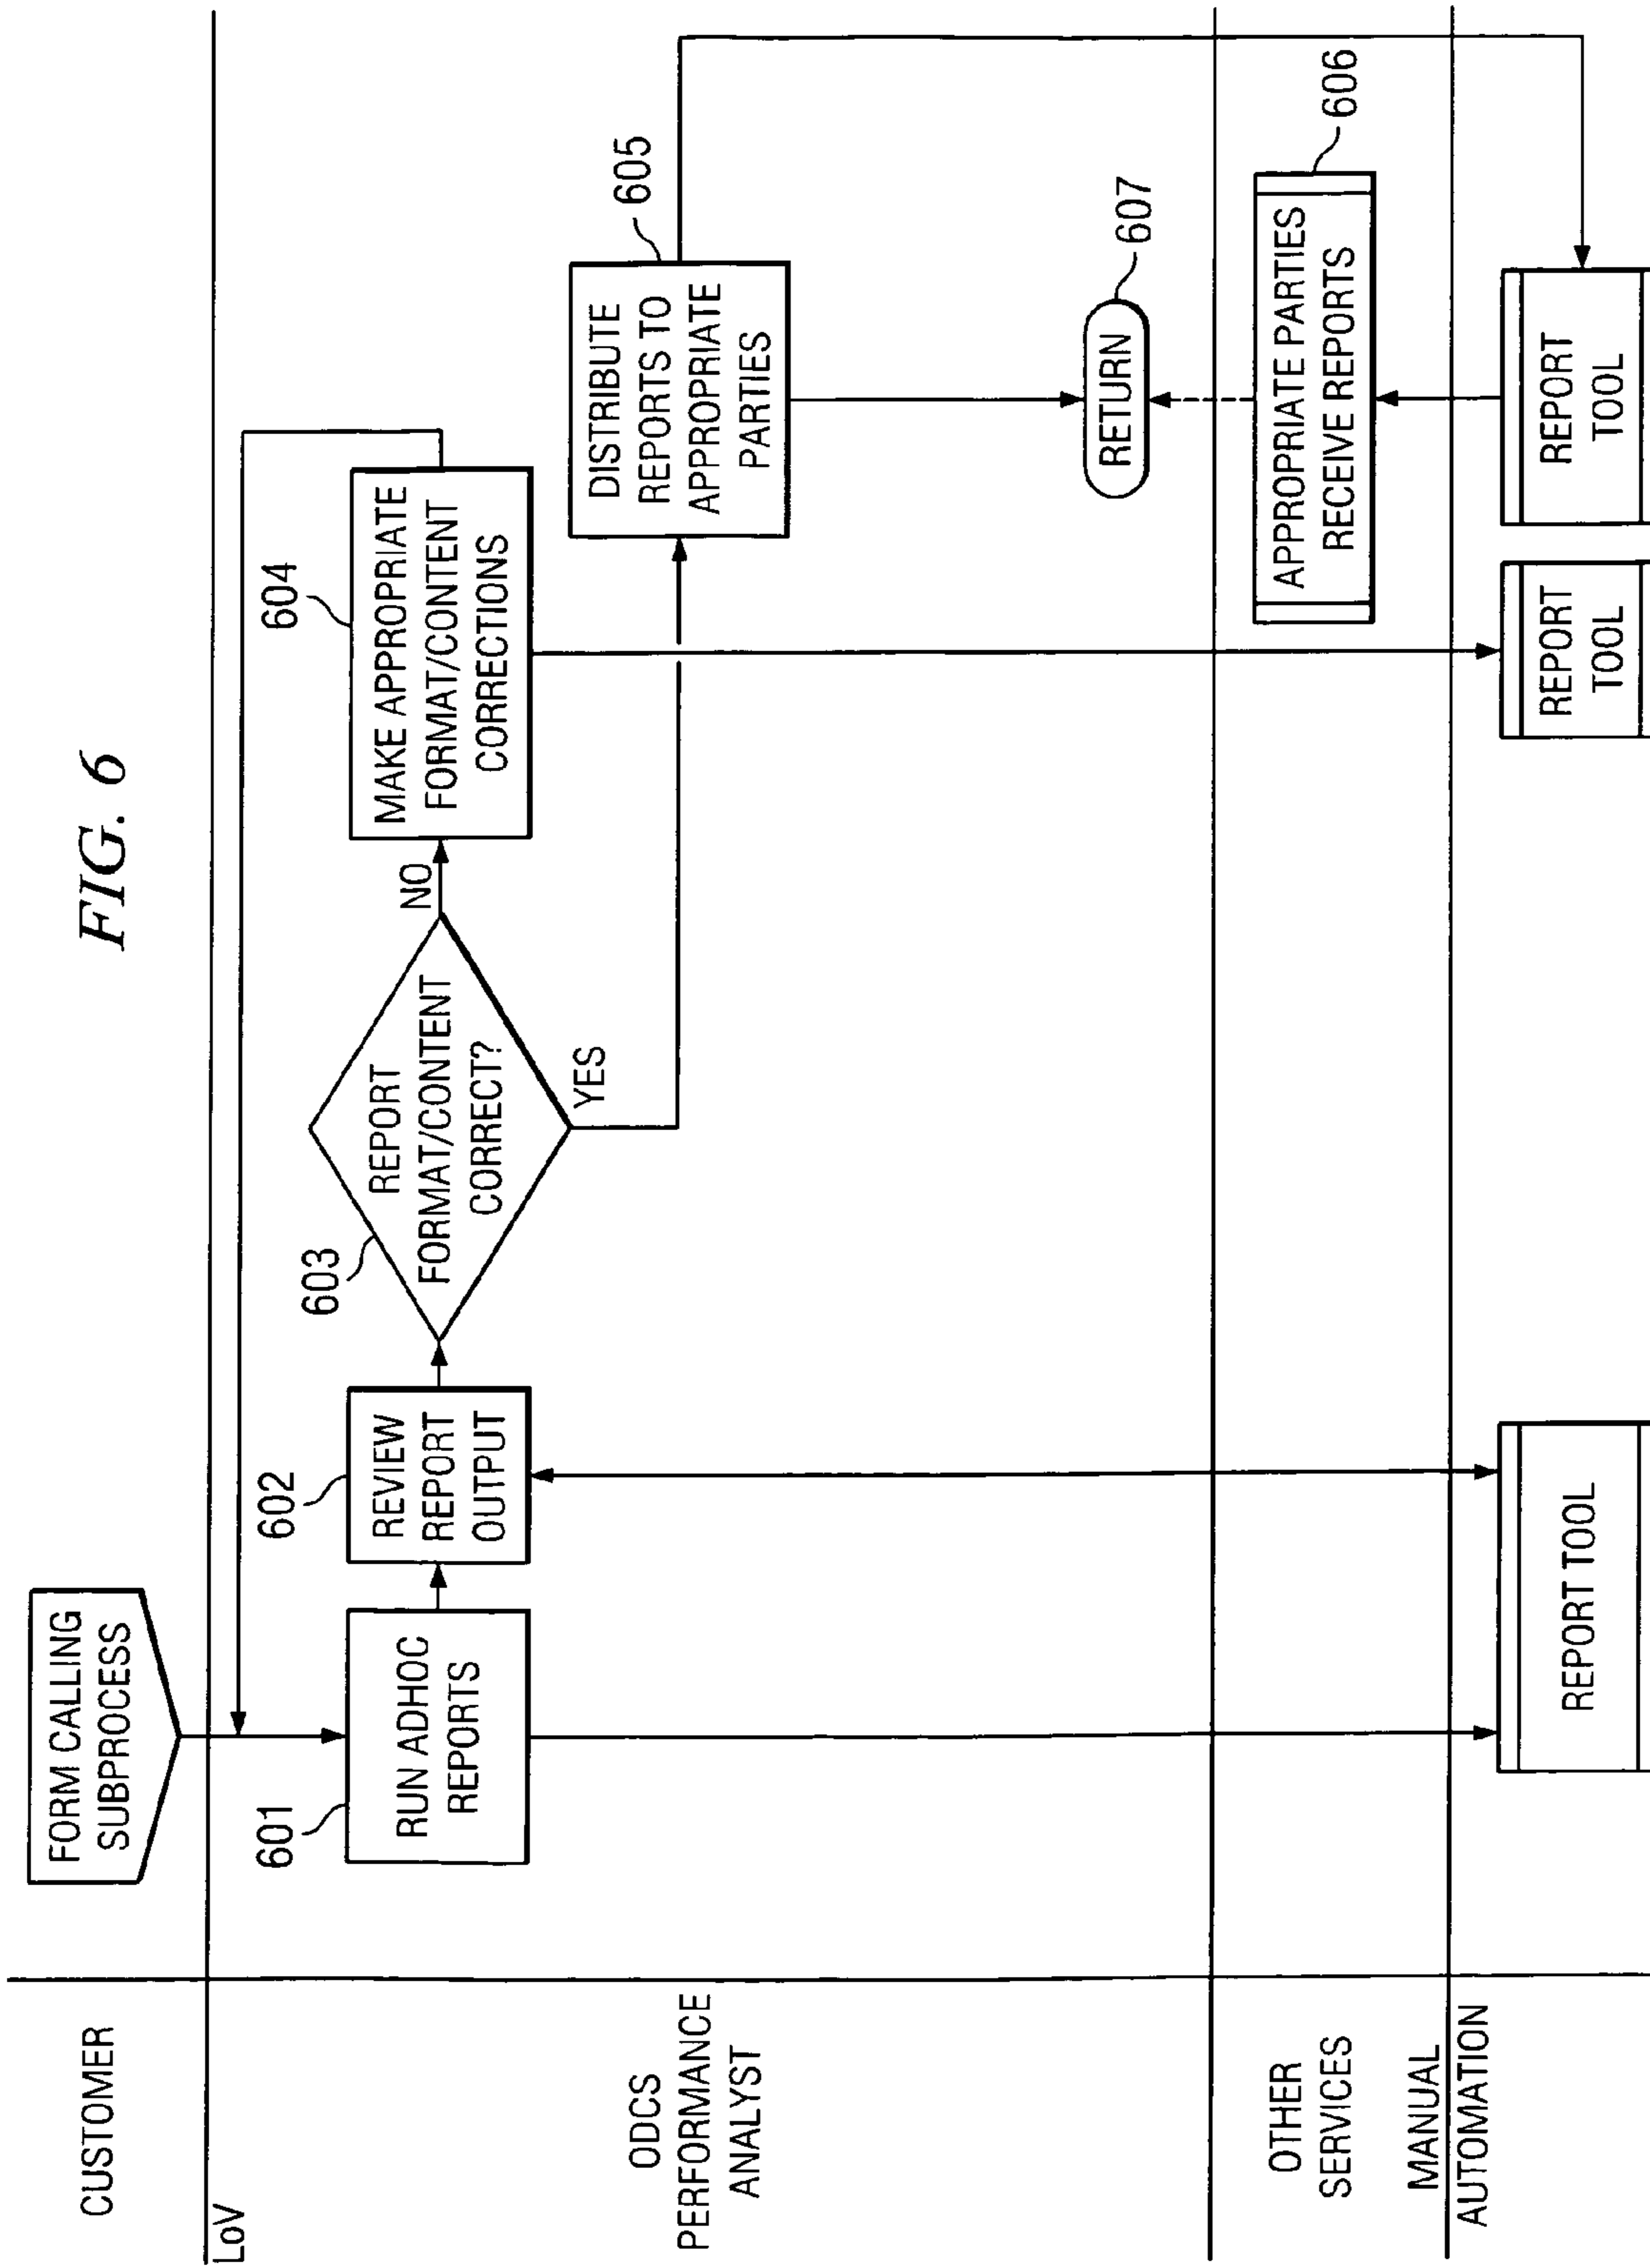 FIG. 6
CUSTOMER
FORM CALLING
SUBPROCESS
LoV
ODCS
PERFORMANCE
ANALYST
601
RUN ADHOC
REPORTS
602
REVIEW
REPORT
OUTPUT
603
REPORT
FORMAT/CONTENT
CORRECT?
NO
YES
604
MAKE APPROPRIATE
FORMAT/CONTENT
CORRECTIONS
605
DISTRIBUTE
REPORTS TO
APPROPRIATE
PARTIES
RETURN
607
OTHER
SERVICES
APPROPRIATE PARTIES
RECEIVE REPORTS
606
MANUAL
AUTOMATION
REPORT TOOL
REPORT
TOOL
REPORT
TOOL